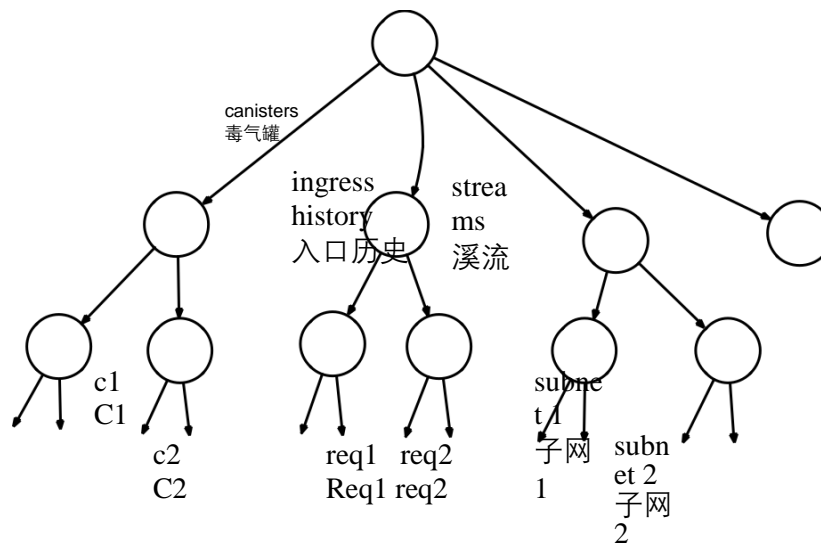 canisters
毒气罐
ingress
history
入口历史
strea
ms
溪流
c1
C1
c2
C2
req1 req2
Req1 req2
subne
t 1
子网
1
subn
et 2
子网
2